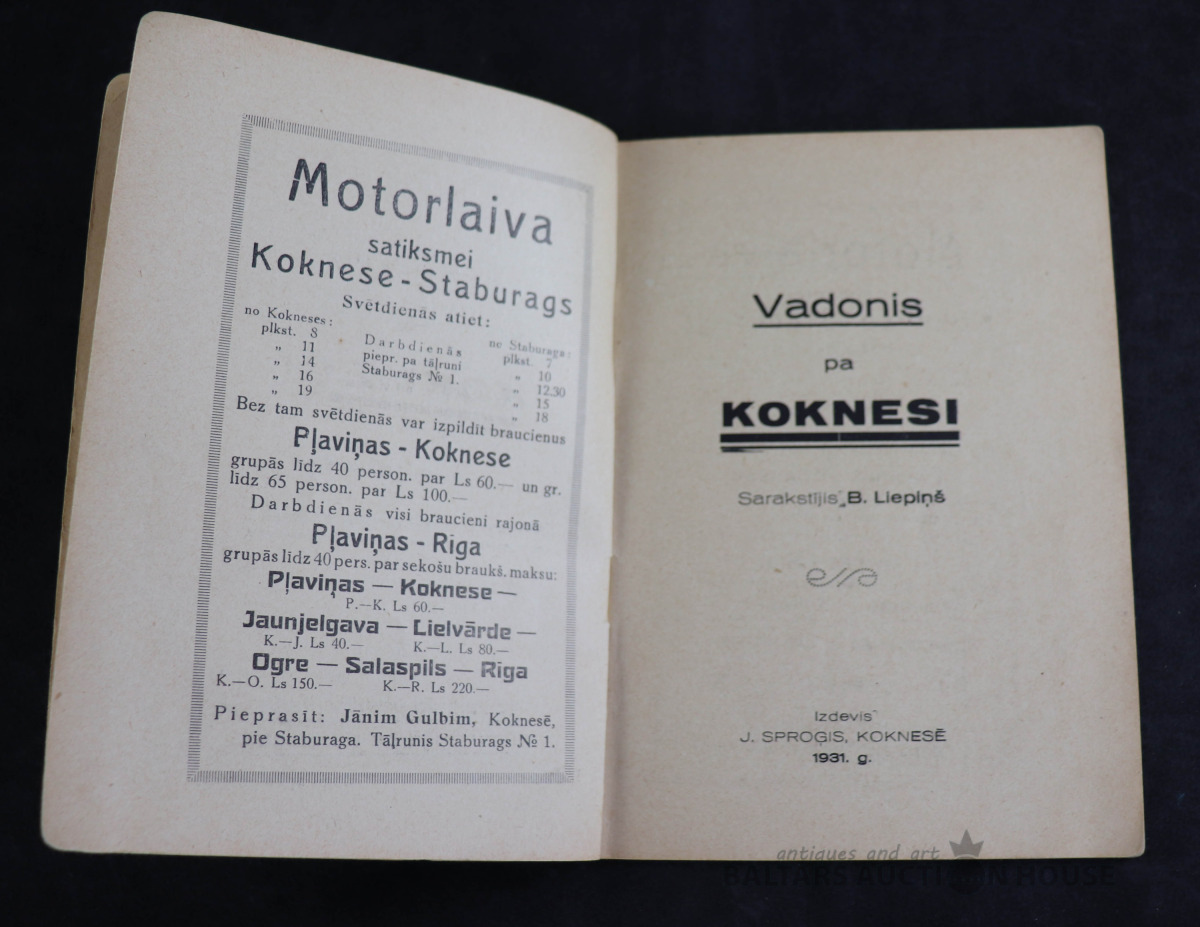 Motorlaiva
satiksmei
Koknese - Staburags
Svētdienās atiet:
no Kokneses:
plkst. 8
„ 11
„ 14
„ 16
„ 19
Darbdienās
piepr. pa tāļruni
Staburags № 1.
no Staburaga:
plkst. 7
„ 10
„ 12.30
„ 15
„ 18
Bez tam svētdienās var izpildīt braucienus
Pļaviņas - Koknese
grupās līdz 40 person. par Ls 60.— un gr.
līdz 65 person. par Ls 100.—
Darbdienās visi braucieni rajonā
Pļaviņas - Rīga
grupās līdz 40 pers. par sekošu braukš. maksu:
Pļaviņas — Koknese —
P.—K. Ls 60.—
Jaunjelgava — Lielvārde —
K.—J. Ls 40.— K.—L. Ls 80.—
Ogre — Salaspils — Rīga
K.—O. Ls 150.— K.—R. Ls 220.—
Pieprasīt: Jānim Gulbim, Koknesē,
pie Staburaga. Tāļrunis Staburags № 1.
Vadonis
pa
KOKNESI
Sarakstījis B. Liepiņš
Izdevis
J. SPROĢIS, KOKNESĒ
1931. g.
antiques and art
BALTARS AUCTION HOUSE